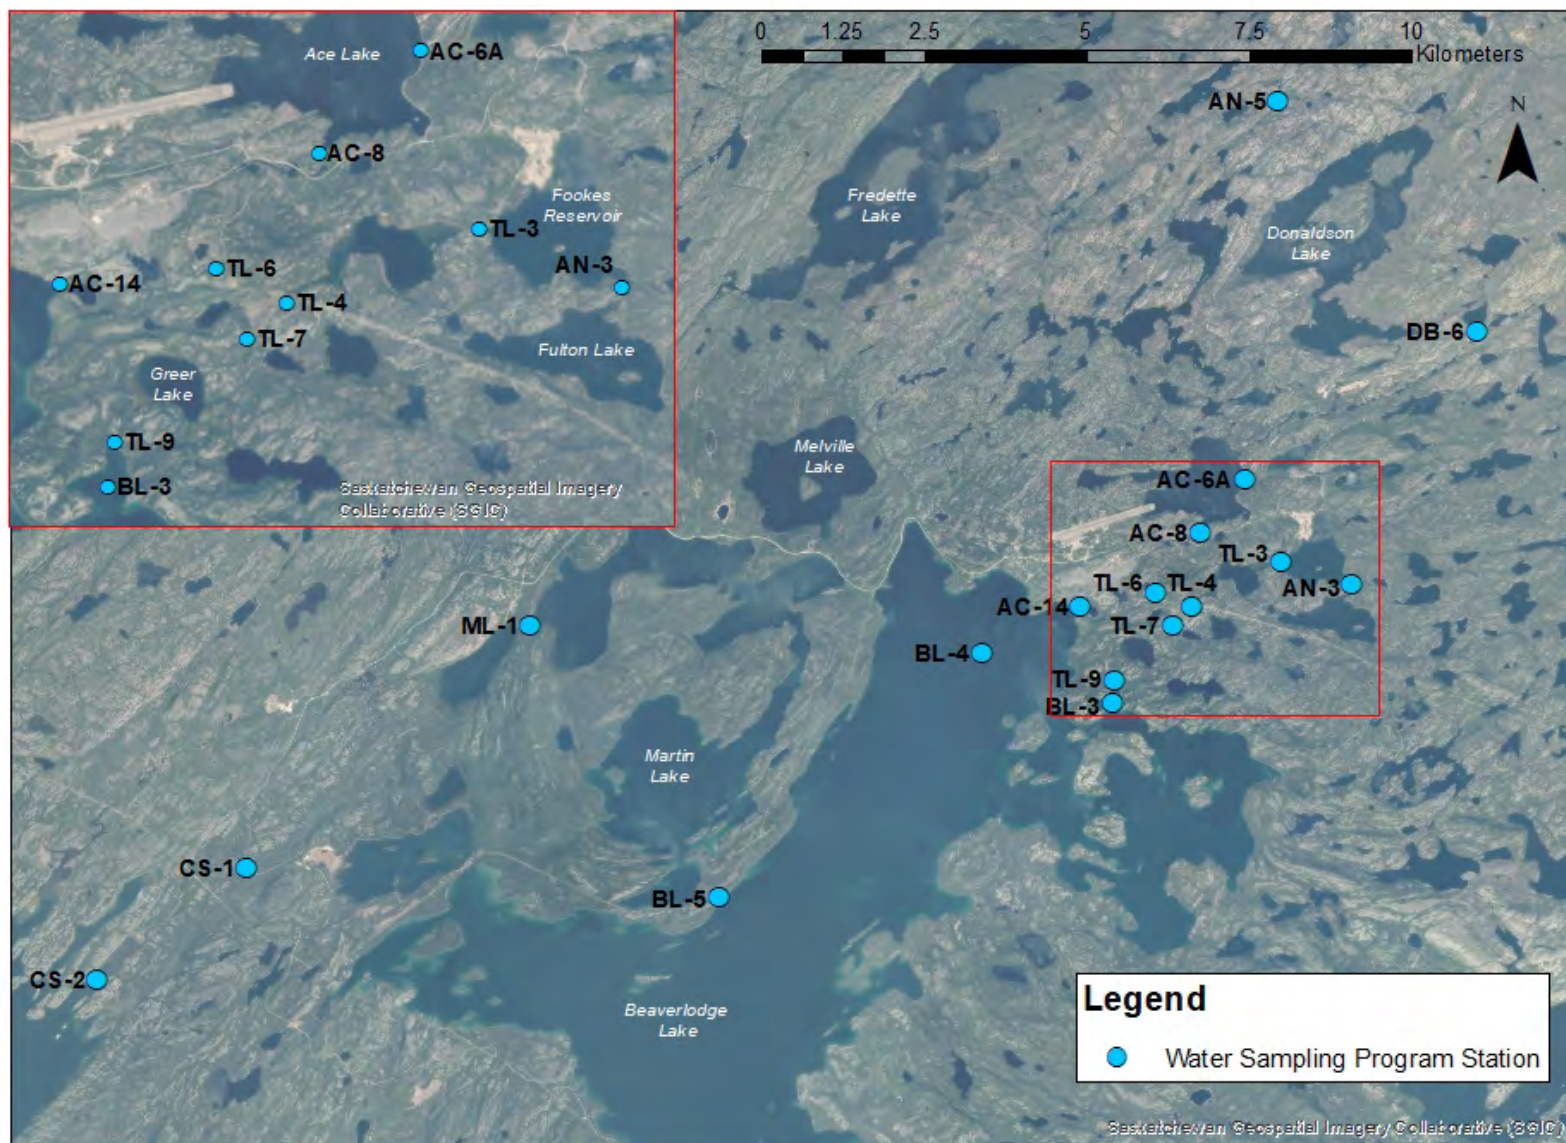 Ace Lake
AC-6A
AC-8
Fookes
Reservoir
TL-3
AN-3
TL-6
AC-14
TL-4
TL-7
Fulton Lake
Greer
Lake
TL-9
BL-3
Saskatchewan Geospatial Imagery
Collaborative (SGIC)
0 1.25 2.5 5 7.5 10
Kilometers
AN-5
N
Fredette
Lake
Donaldson
Lake
DB-6
Melville
Lake
AC-6A
AC-8
TL-3
TL-6 TL-4
AN-3
AC-14
ML-1
TL-7
BL-4
TL-9
BL-3
Martin
Lake
CS-1
BL-5
CS-2
Beaverlodge
Lake
Legend
Water Sampling Program Station
Saskatchewan Geospatial Imagery Collaborative (SGIC)